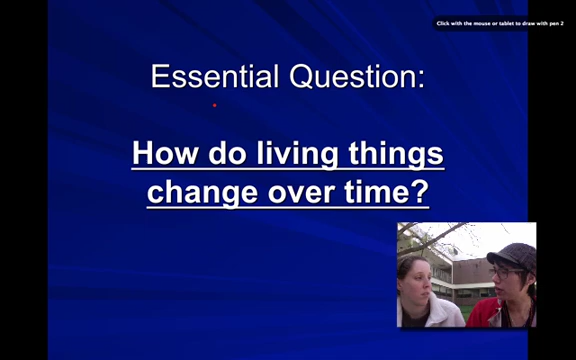 Click with the mouse or tablet to draw with pen 2
Essential Question:
How do living things
change over time?